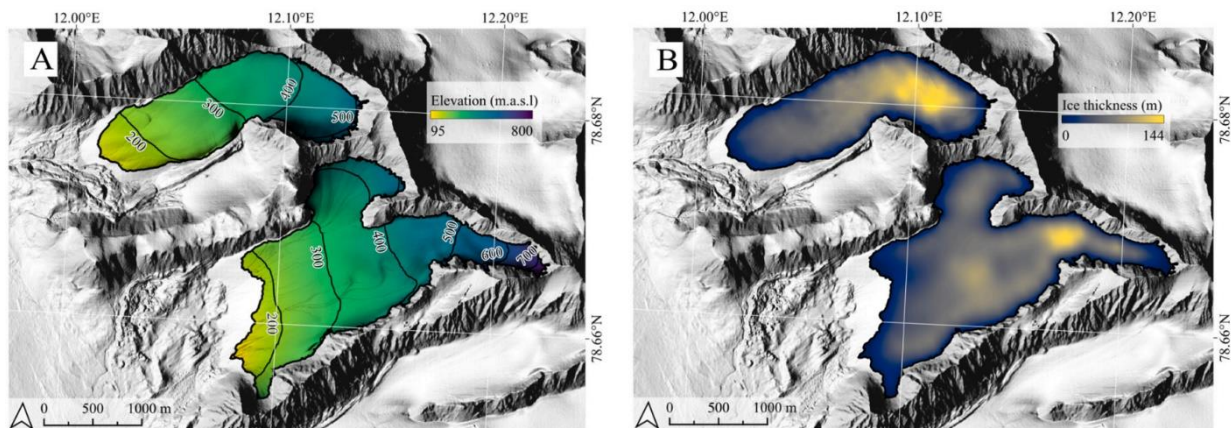 12.00°E 12.10°E 12.20°E
A
Elevation (m.a.s.l)
95 800
200
300
400
500
200
300
400
500
600
700
0 500 1000 m
12.00°E 12.10°E 12.20°E
B
Ice thickness (m)
0 144
78.68°N
78.66°N
0 500 1000 m
78.68°N
78.66°N